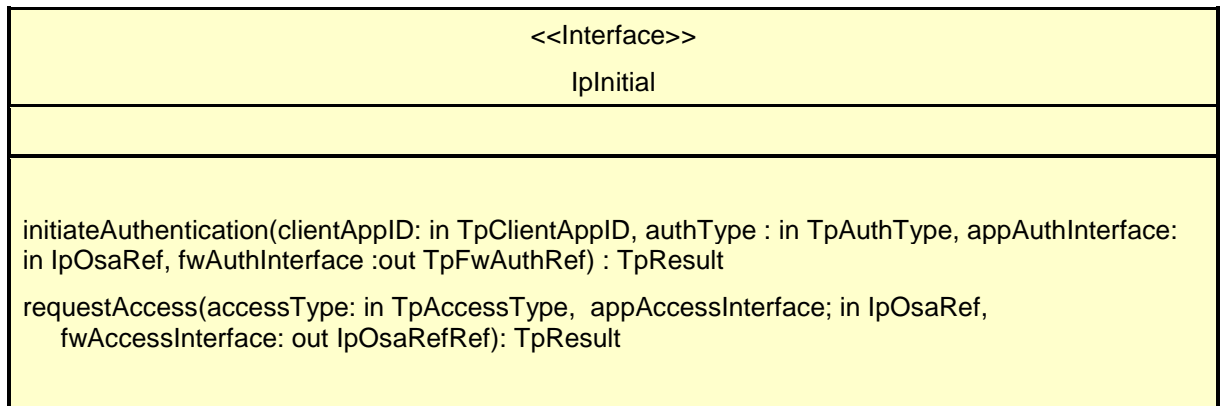 <<Interface>>
IpInitial
initiateAuthentication(clientAppID: in TpClientAppID, authType : in TpAuthType, appAuthInterface:
in IpOsaRef, fwAuthInterface :out TpFwAuthRef) : TpResult
requestAccess(accessType: in TpAccessType,  appAccessInterface; in IpOsaRef,
fwAccessInterface: out IpOsaRefRef): TpResult